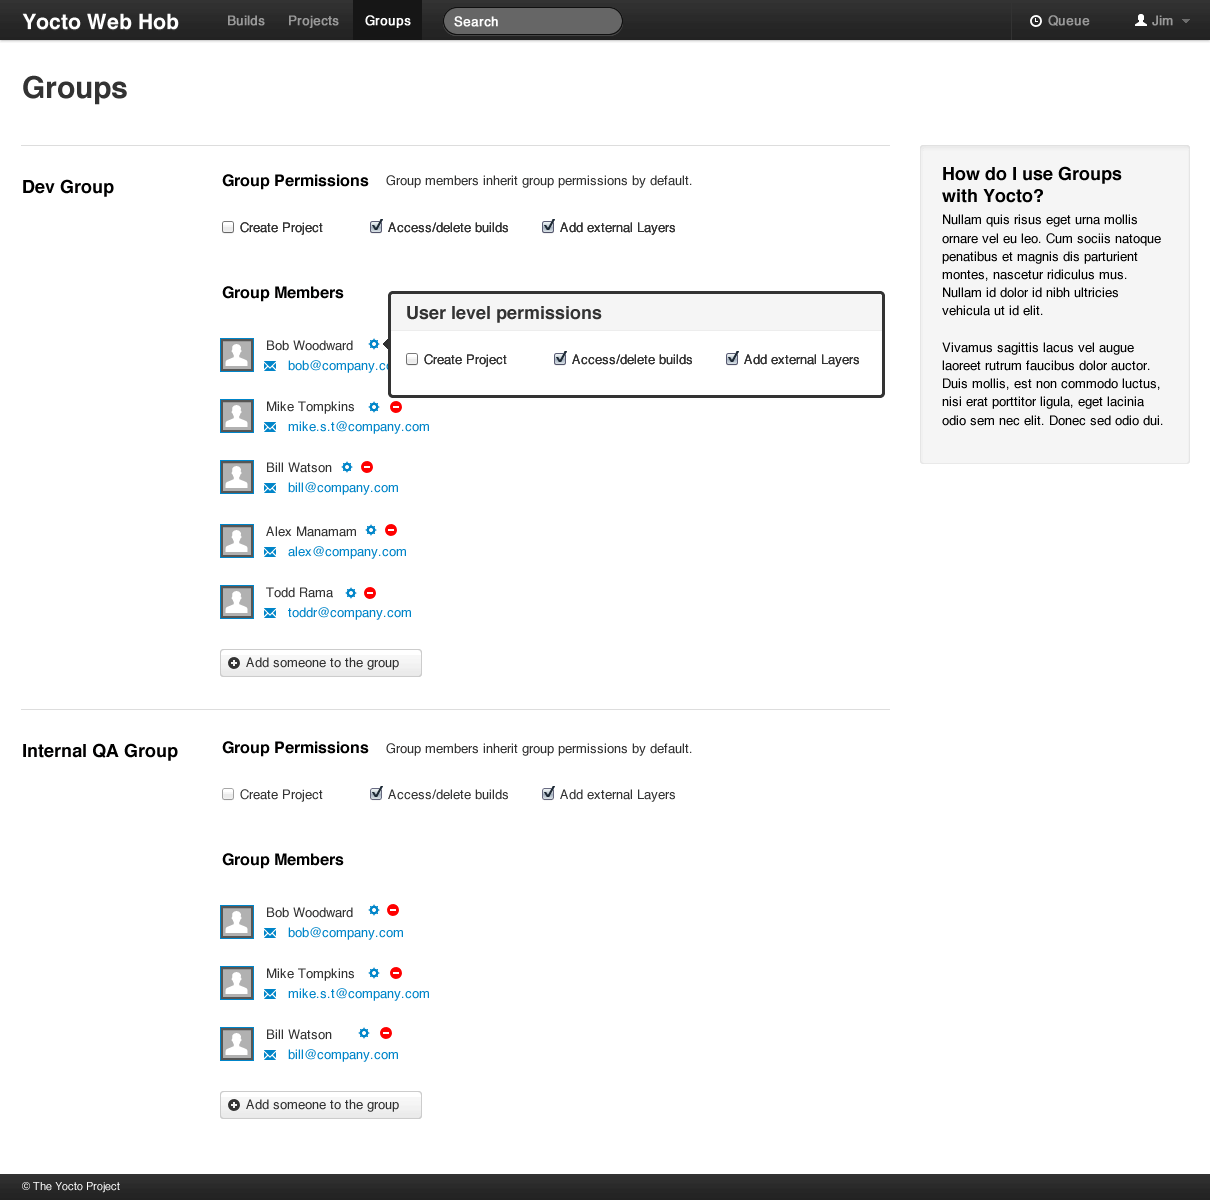 Yocto Web Hob
Builds
Projects
Groups
Search
Queue
Jim
Groups
Dev Group
Group Permissions
Group members inherit group permissions by default.
Create Project
Access/delete builds
Add external Layers
Group Members
User level permissions
Create Project
Access/delete builds
Add external Layers
Bob Woodward
bob@company.co
Mike Tompkins
mike.s.t@company.com
Bill Watson
bill@company.com
Alex Manamam
alex@company.com
Todd Rama
toddr@company.com
Add someone to the group
Internal QA Group
Group Permissions
Group members inherit group permissions by default.
Create Project
Access/delete builds
Add external Layers
Group Members
Bob Woodward
bob@company.com
Mike Tompkins
mike.s.t@company.com
Bill Watson
bill@company.com
Add someone to the group
How do I use Groups
with Yocto?
Nullam quis risus eget urna mollis
ornare vel eu leo. Cum sociis natoque
penatibus et magnis dis parturient
montes, nascetur ridiculus mus.
Nullam id dolor id nibh ultricies
vehicula ut id elit.
Vivamus sagittis lacus vel augue
laoreet rutrum faucibus dolor auctor.
Duis mollis, est non commodo luctus,
nisi erat porttitor ligula, eget lacinia
odio sem nec elit. Donec sed odio dui.
© The Yocto Project